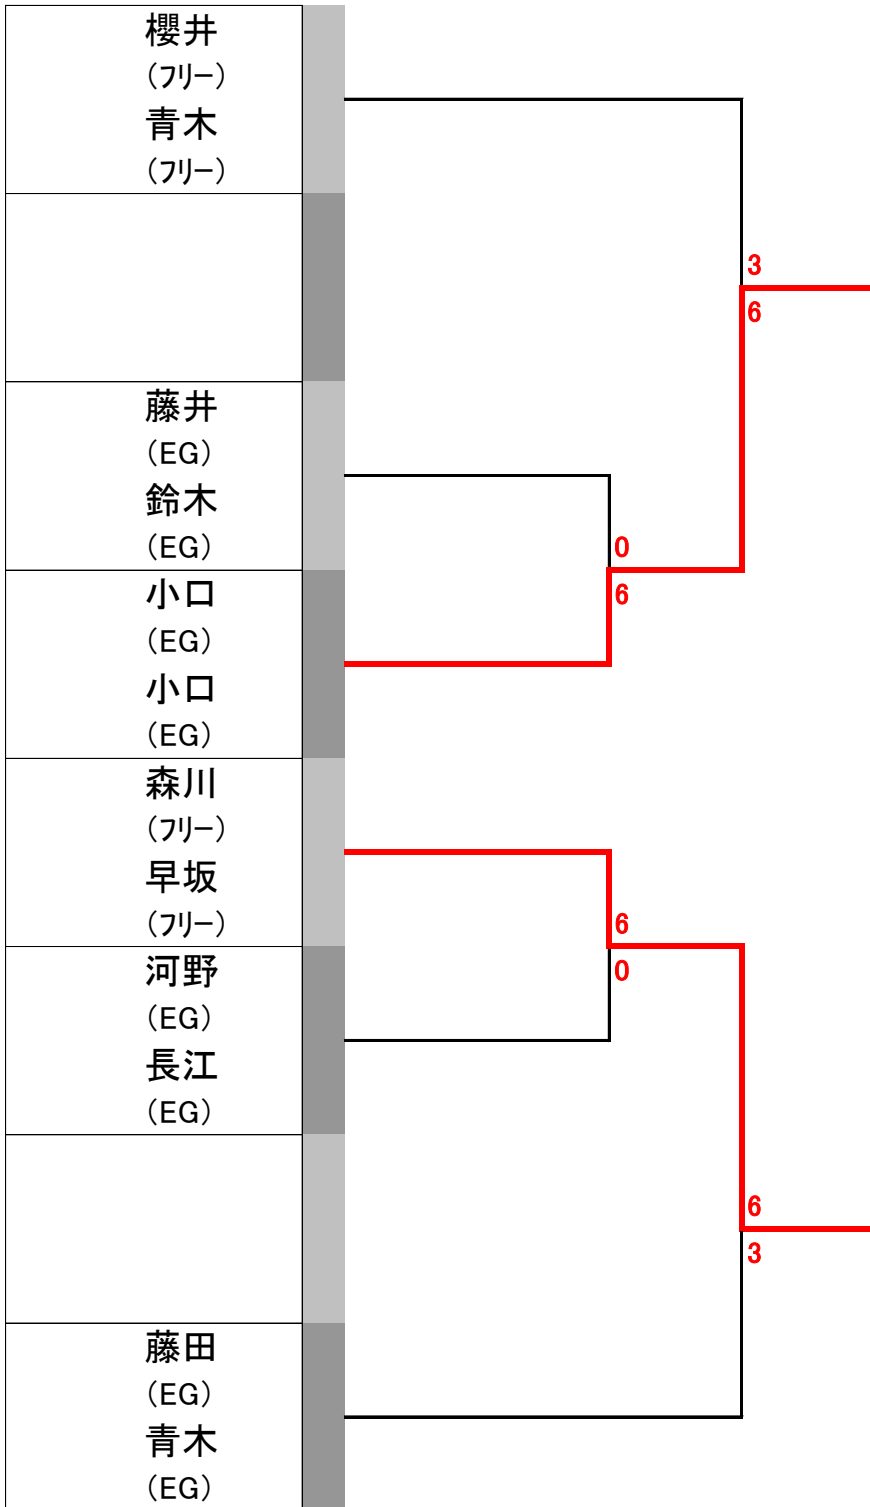 櫻井
(フリー)
青木
(フリー)
3
6
藤井
(EG)
鈴木
(EG)
0
6
小口
(EG)
小口
(EG)
森川
(フリー)
早坂
(フリー)
6
0
河野
(EG)
長江
(EG)
6
3
藤田
(EG)
青木
(EG)